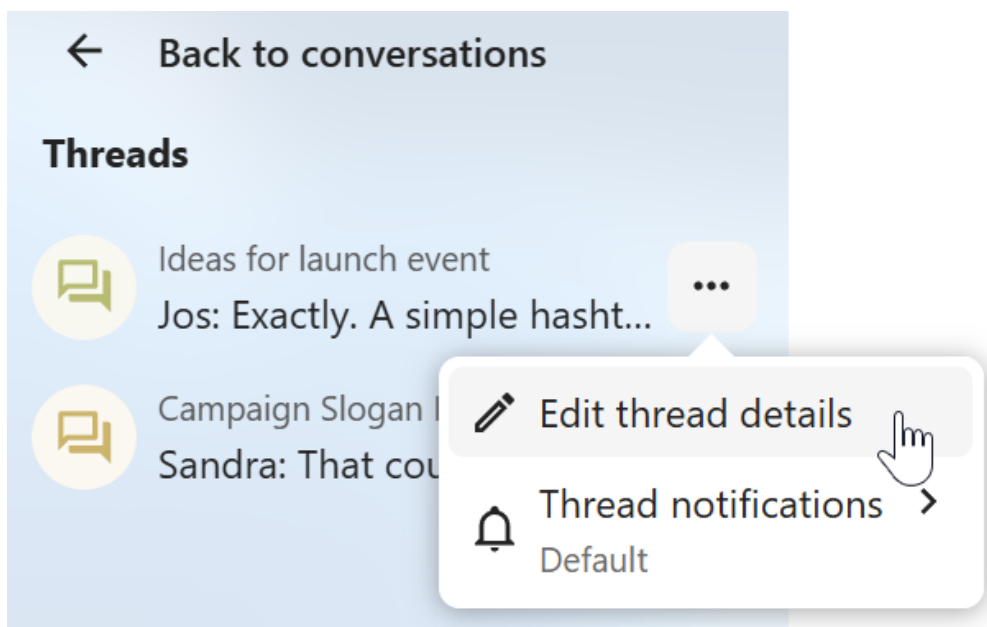 Back to conversations
Threads
Ideas for launch event
Jos: Exactly. A simple hasht...
Campaign Slogan
Sandra: That
Edit thread details
Thread notifications
Default